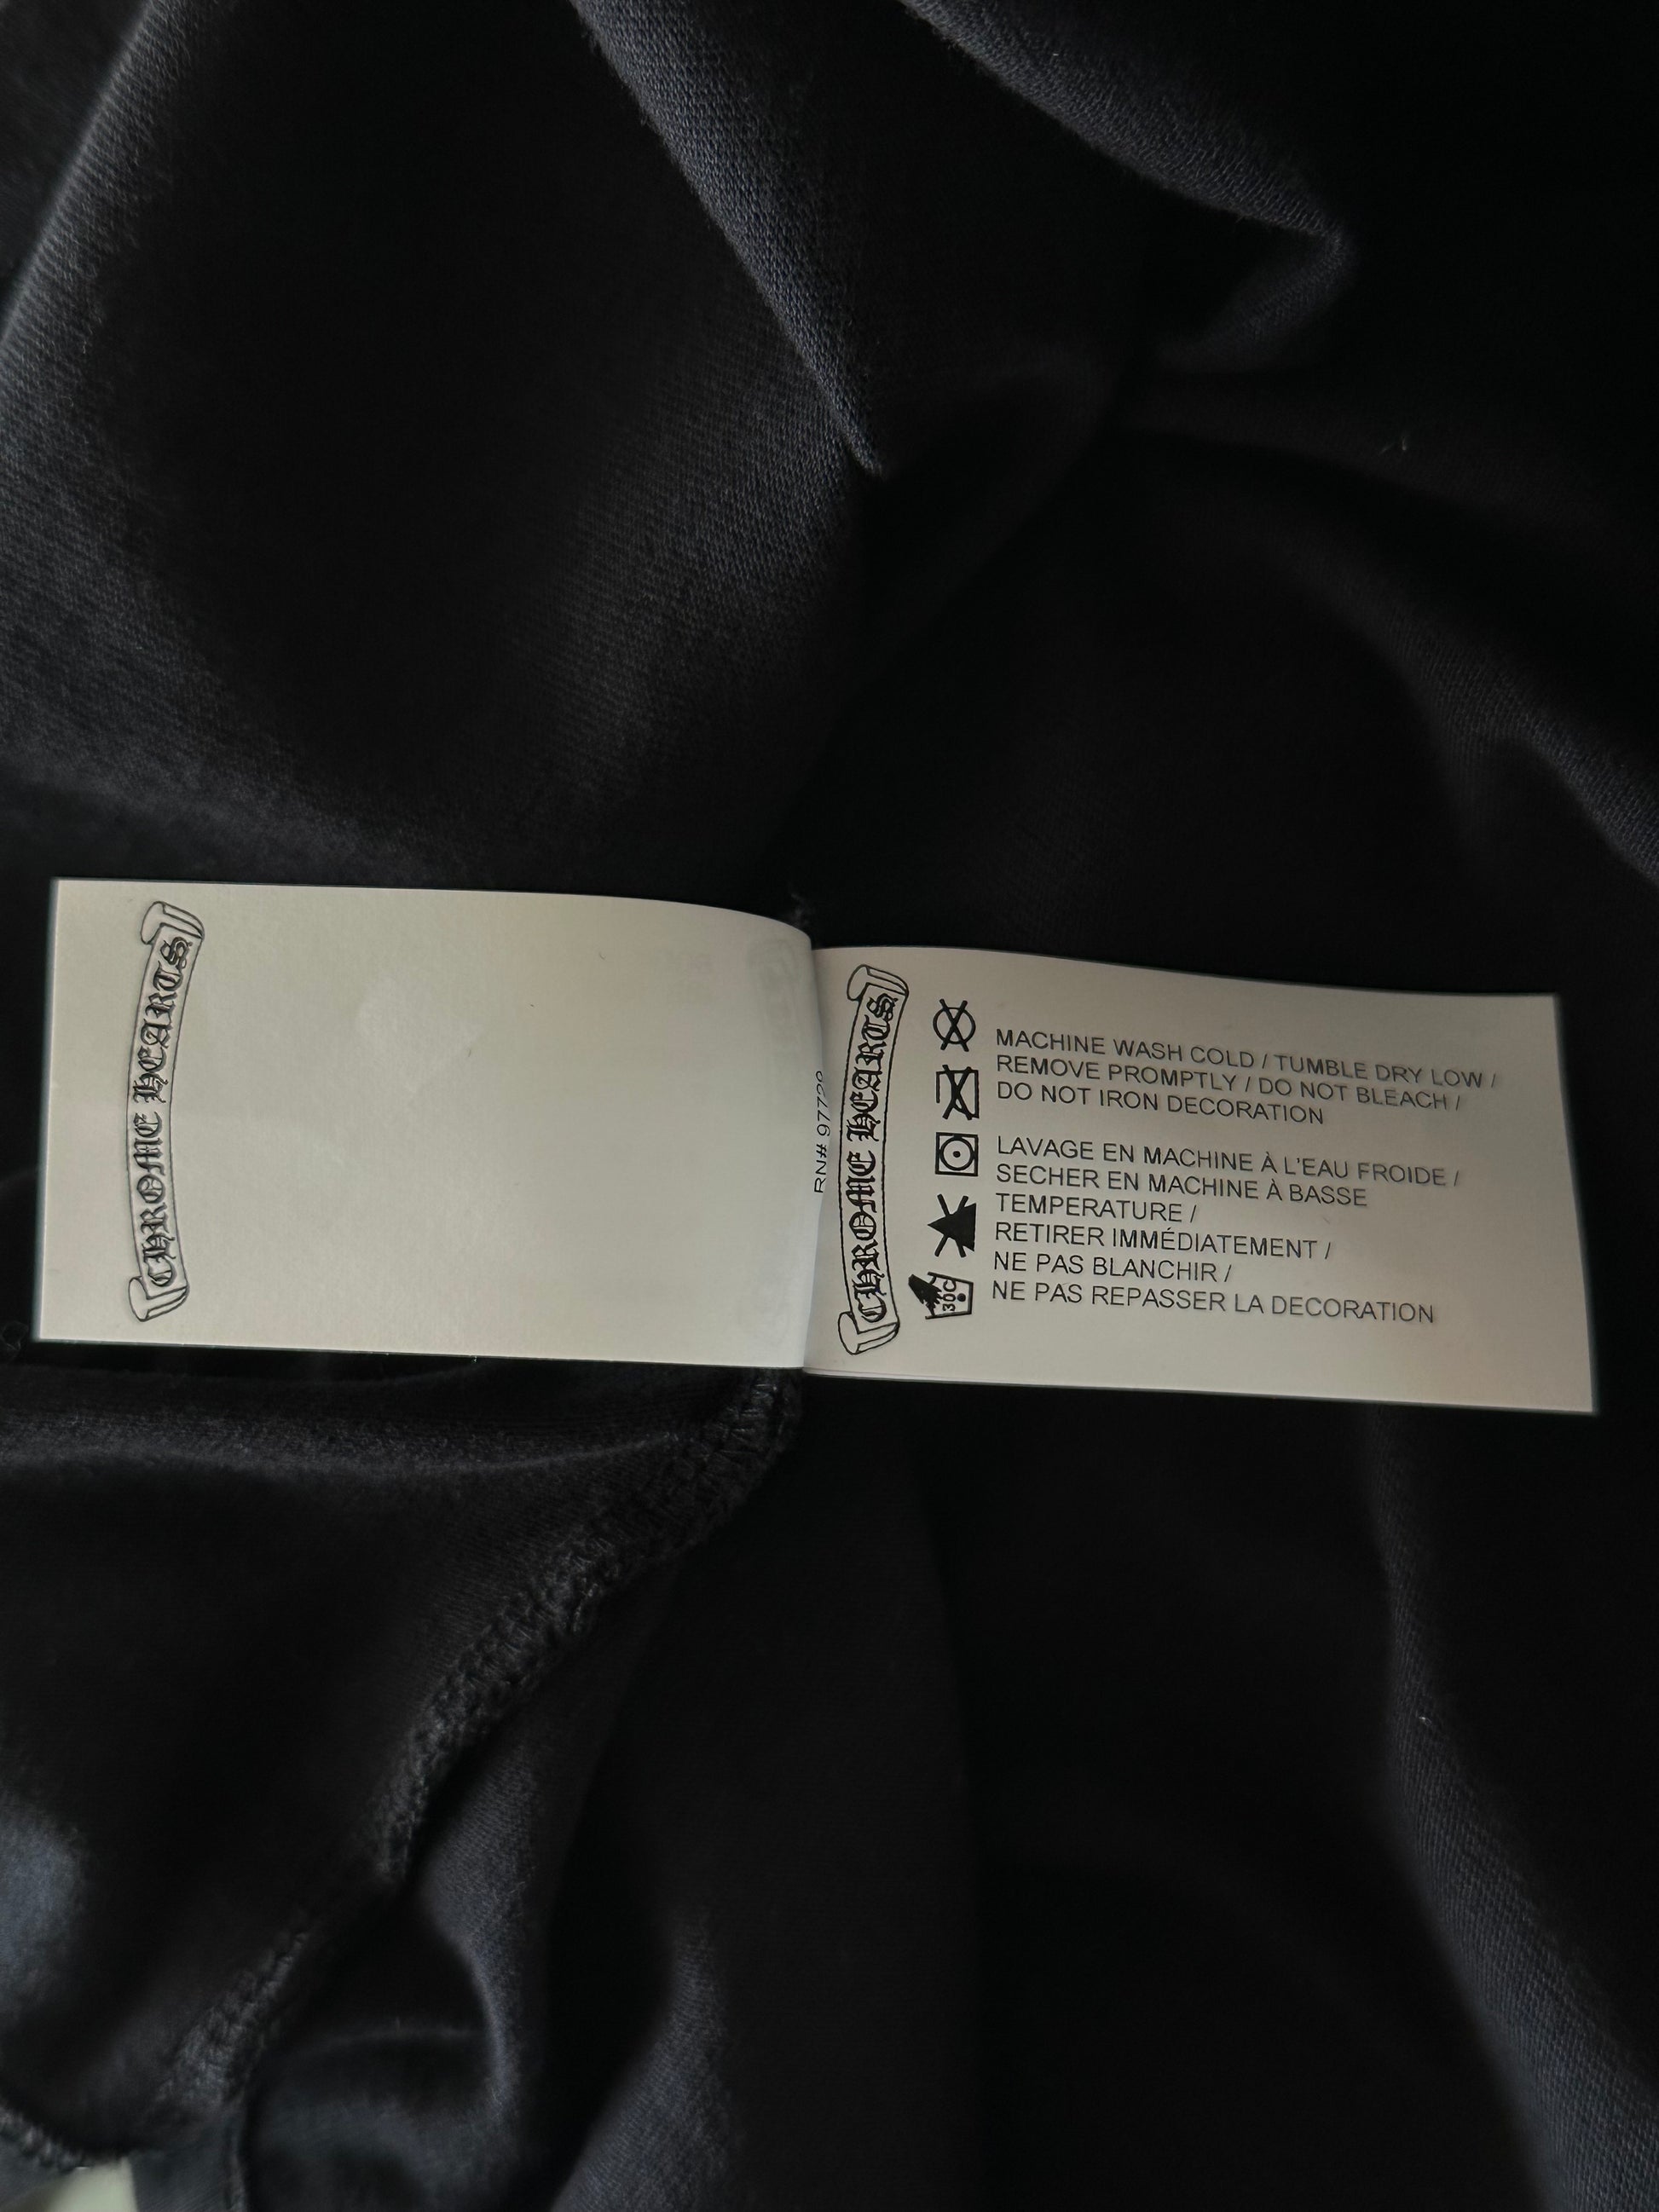 CHROME HEARTS
RN# 97729
CHROME HEARTS
MACHINE WASH COLD / TUMBLE DRY LOW /
REMOVE PROMPTLY / DO NOT BLEACH /
DO NOT IRON DECORATION
LAVAGE EN MACHINE À L'EAU FROIDE /
SECHER EN MACHINE À BASSE
TEMPERATURE /
RETIRER IMMÉDIATEMENT /
NE PAS BLANCHIR /
NE PAS REPASSER LA DECORATION
30C